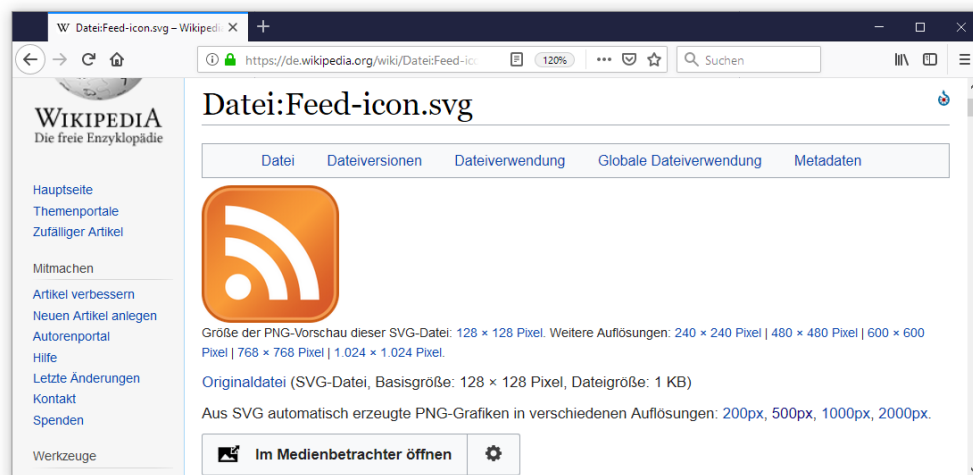 Datei:Feed-icon.svg – Wikipedi
https://de.wikipedia.org/wiki/Datei:Feed-ic
120%
Suchen
WIKIPEDIA
Die freie Enzyklopädie
Hauptseite
Themenportale
Zufälliger Artikel
Mitmachen
Artikel verbessern
Neuen Artikel anlegen
Autorenportal
Hilfe
Letzte Änderungen
Kontakt
Spenden
Werkzeuge
Datei:Feed-icon.svg
Datei Dateiversionen Dateiverwendung Globale Dateiverwendung Metadaten
Größe der PNG-Vorschau dieser SVG-Datei: 128 × 128 Pixel. Weitere Auflösungen: 240 × 240 Pixel | 480 × 480 Pixel | 600 × 600
Pixel | 768 × 768 Pixel | 1.024 × 1.024 Pixel.
Originaldatei (SVG-Datei, Basisgröße: 128 × 128 Pixel, Dateigröße: 1 KB)
Aus SVG automatisch erzeugte PNG-Grafiken in verschiedenen Auflösungen: 200px, 500px, 1000px, 2000px.
Im Medienbetrachter öffnen